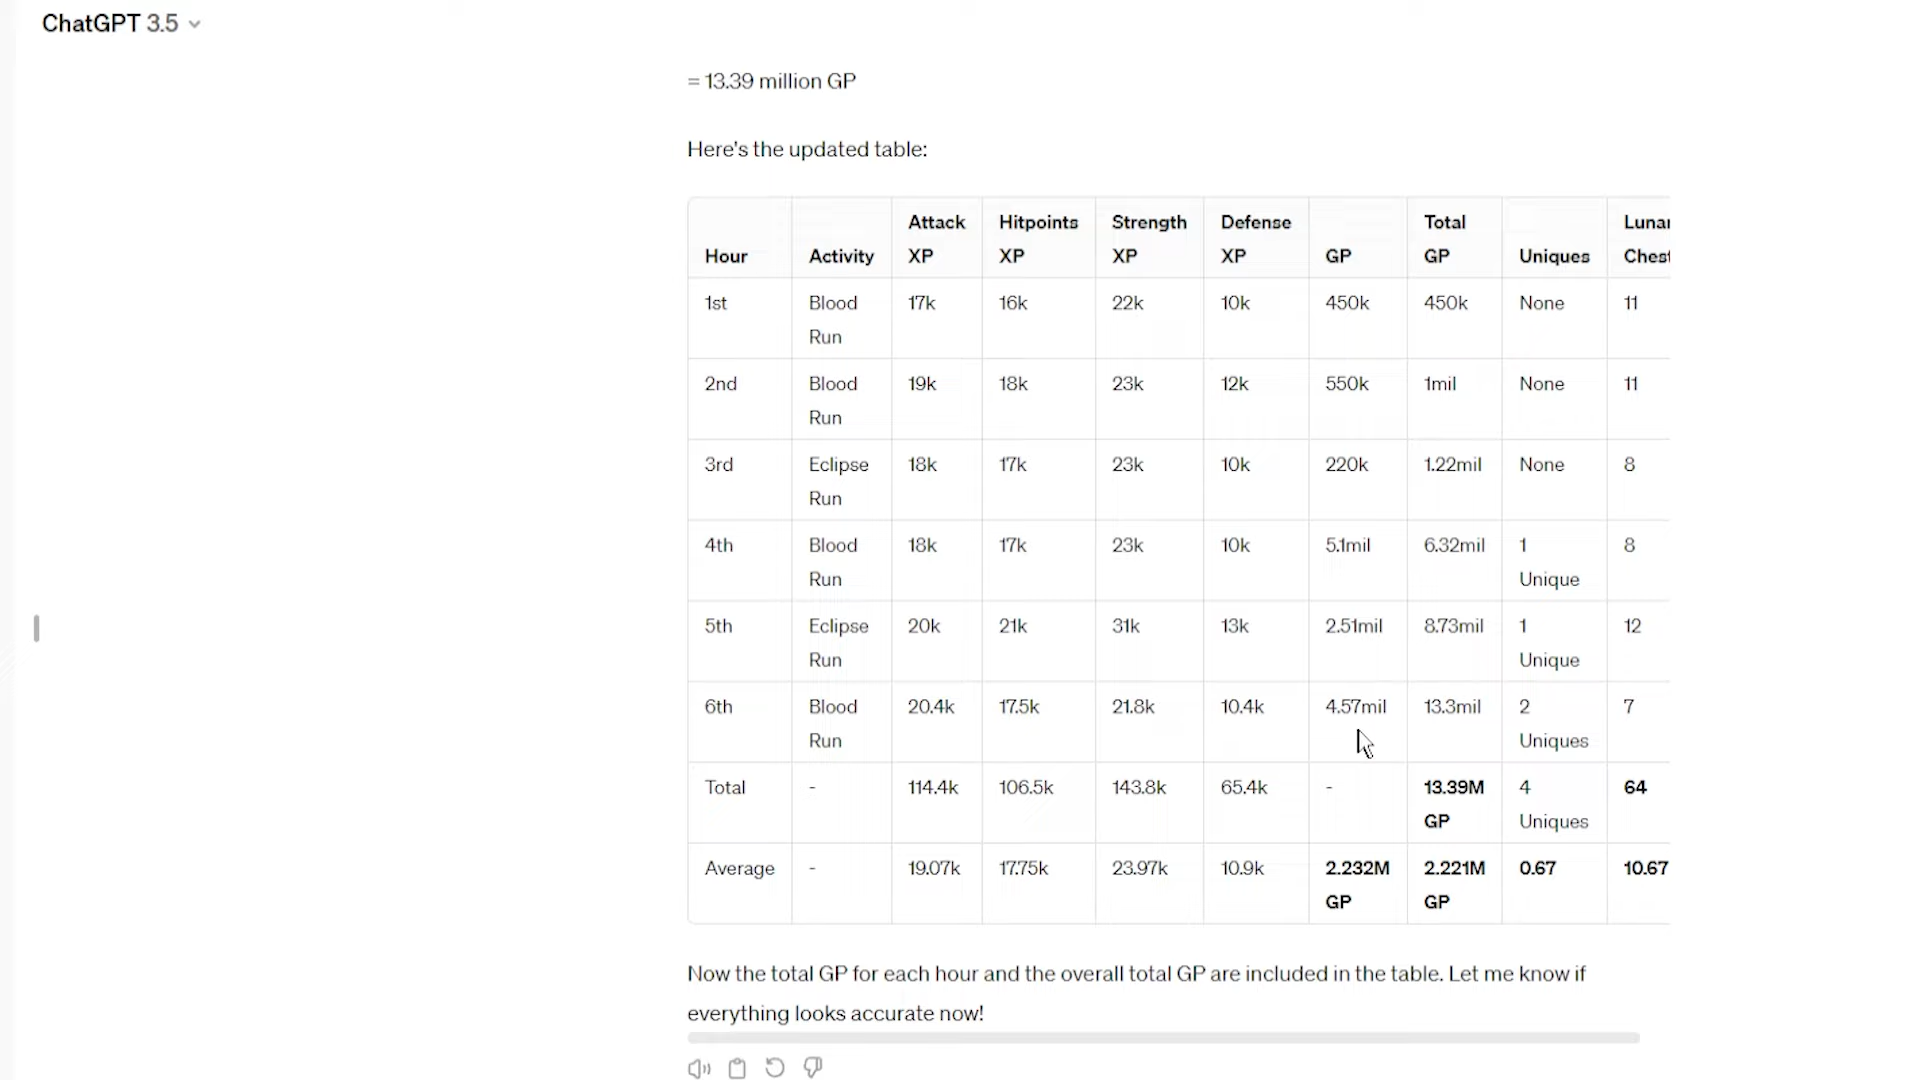 ChatGPT 3.5
= 13.39 million GP
Here's the updated table:
Hour Activity Attack XP Hitpoints XP Strength XP Defense XP GP Total GP Uniques Lunar Chest
1st Blood Run 17k 16k 22k 10k 450k 450k None 11
2nd Blood Run 19k 18k 23k 12k 550k 1mil None 11
3rd Eclipse Run 18k 17k 23k 10k 220k 1.22mil None 8
4th Blood Run 18k 17k 23k 10k 5.1mil 6.32mil 1 Unique 8
5th Eclipse Run 20k 21k 31k 13k 2.51mil 8.73mil 1 Unique 12
6th Blood Run 20.4k 17.5k 21.8k 10.4k 4.57mil 13.3mil 2 Uniques 7
Total - 114.4k 106.5k 143.8k 65.4k - 13.39M GP 4 Uniques 64
Average - 19.07k 17.75k 23.97k 10.9k 2.232M GP 2.221M GP 0.67 10.67
Now the total GP for each hour and the overall total GP are included in the table. Let me know if
everything looks accurate now!